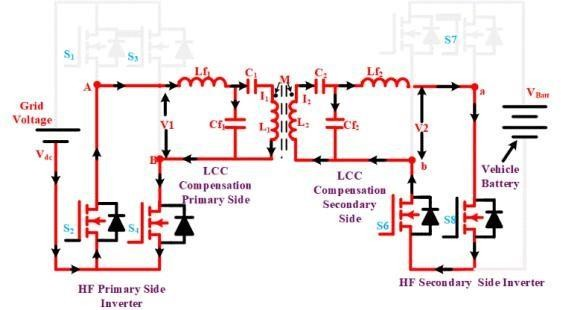 S1
S3
S7
Lf1
C1
M
C2
Lf2
A
a
I1
I2
Grid
Voltage
VBatt
V1
Cf1
L1
L2
Cf2
V2
Vdc
B
b
LCC
Compensation
Primary Side
LCC
Compensation
Secondary
Side
Vehicle
Battery
S2
S4
S6
S8
HF Primary Side
Inverter
HF Secondary Side Inverter